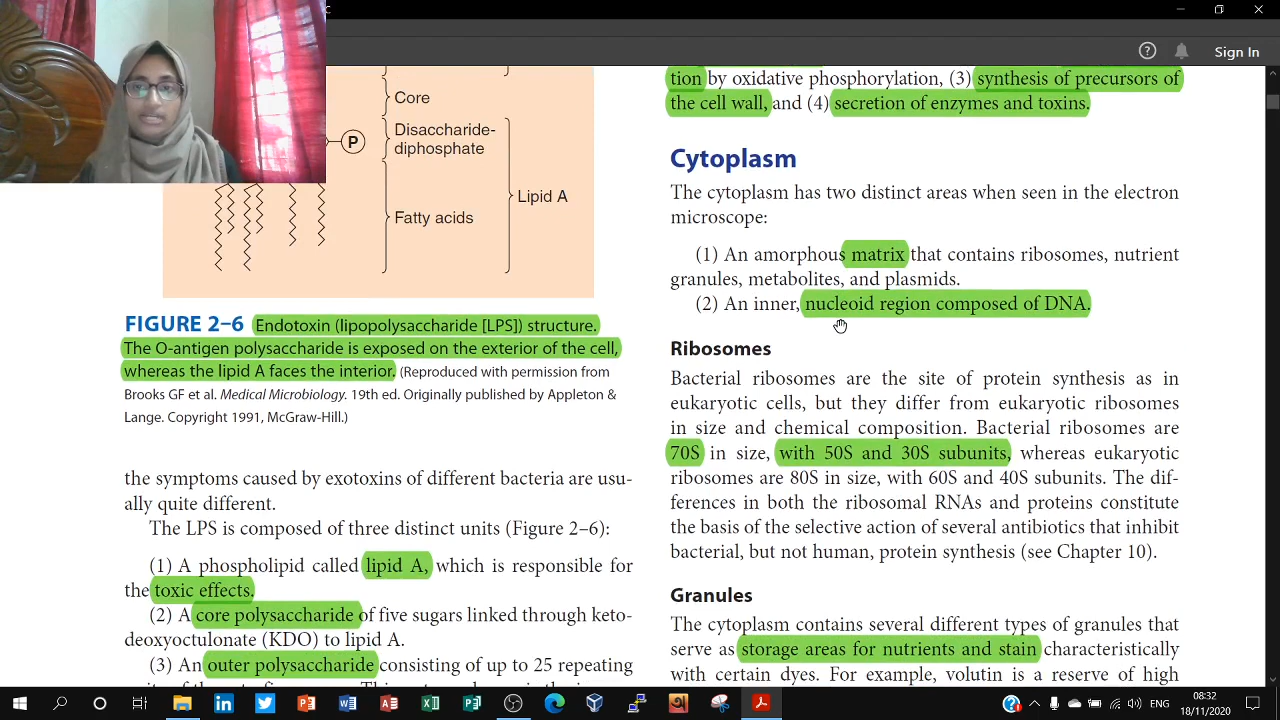 Sign In
Core
Disaccharide-
diphosphate
P
Lipid A
Fatty acids
FIGURE 2–6 Endotoxin (lipopolysaccharide [LPS]) structure.
The O-antigen polysaccharide is exposed on the exterior of the cell,
whereas the lipid A faces the interior. (Reproduced with permission from
Brooks GF et al. Medical Microbiology. 19th ed. Originally published by Appleton &
Lange. Copyright 1991, McGraw-Hill.)
the symptoms caused by exotoxins of different bacteria are usu-
ally quite different.
The LPS is composed of three distinct units (Figure 2–6):
(1) A phospholipid called lipid A, which is responsible for
the toxic effects.
(2) A core polysaccharide of five sugars linked through keto-
deoxyoctulonate (KDO) to lipid A.
(3) An outer polysaccharide consisting of up to 25 repeating
tion by oxidative phosphorylation, (3) synthesis of precursors of
the cell wall, and (4) secretion of enzymes and toxins.
Cytoplasm
The cytoplasm has two distinct areas when seen in the electron
microscope:
(1) An amorphous matrix that contains ribosomes, nutrient
granules, metabolites, and plasmids.
(2) An inner, nucleoid region composed of DNA.
Ribosomes
Bacterial ribosomes are the site of protein synthesis as in
eukaryotic cells, but they differ from eukaryotic ribosomes
in size and chemical composition. Bacterial ribosomes are
70S in size, with 50S and 30S subunits, whereas eukaryotic
ribosomes are 80S in size, with 60S and 40S subunits. The dif-
ferences in both the ribosomal RNAs and proteins constitute
the basis of the selective action of several antibiotics that inhibit
bacterial, but not human, protein synthesis (see Chapter 10).
Granules
The cytoplasm contains several different types of granules that
serve as storage areas for nutrients and stain characteristically
with certain dyes. For example, volutin is a reserve of high
ENG
08:32
18/11/2020